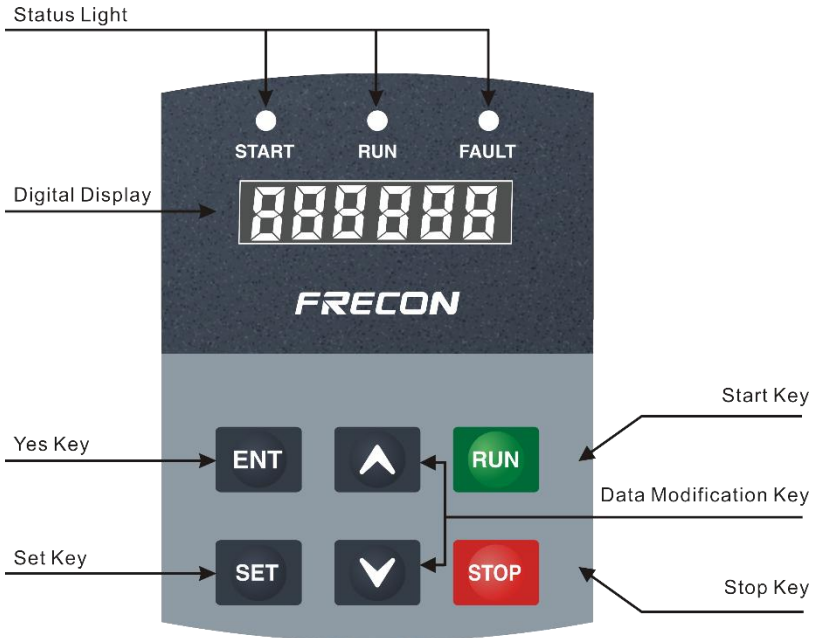 Status Light
START RUN FAULT
Digital Display
888888
FRECON
Start Key
Yes Key
ENT
RUN
Data Modification Key
Set Key
SET
STOP
Stop Key